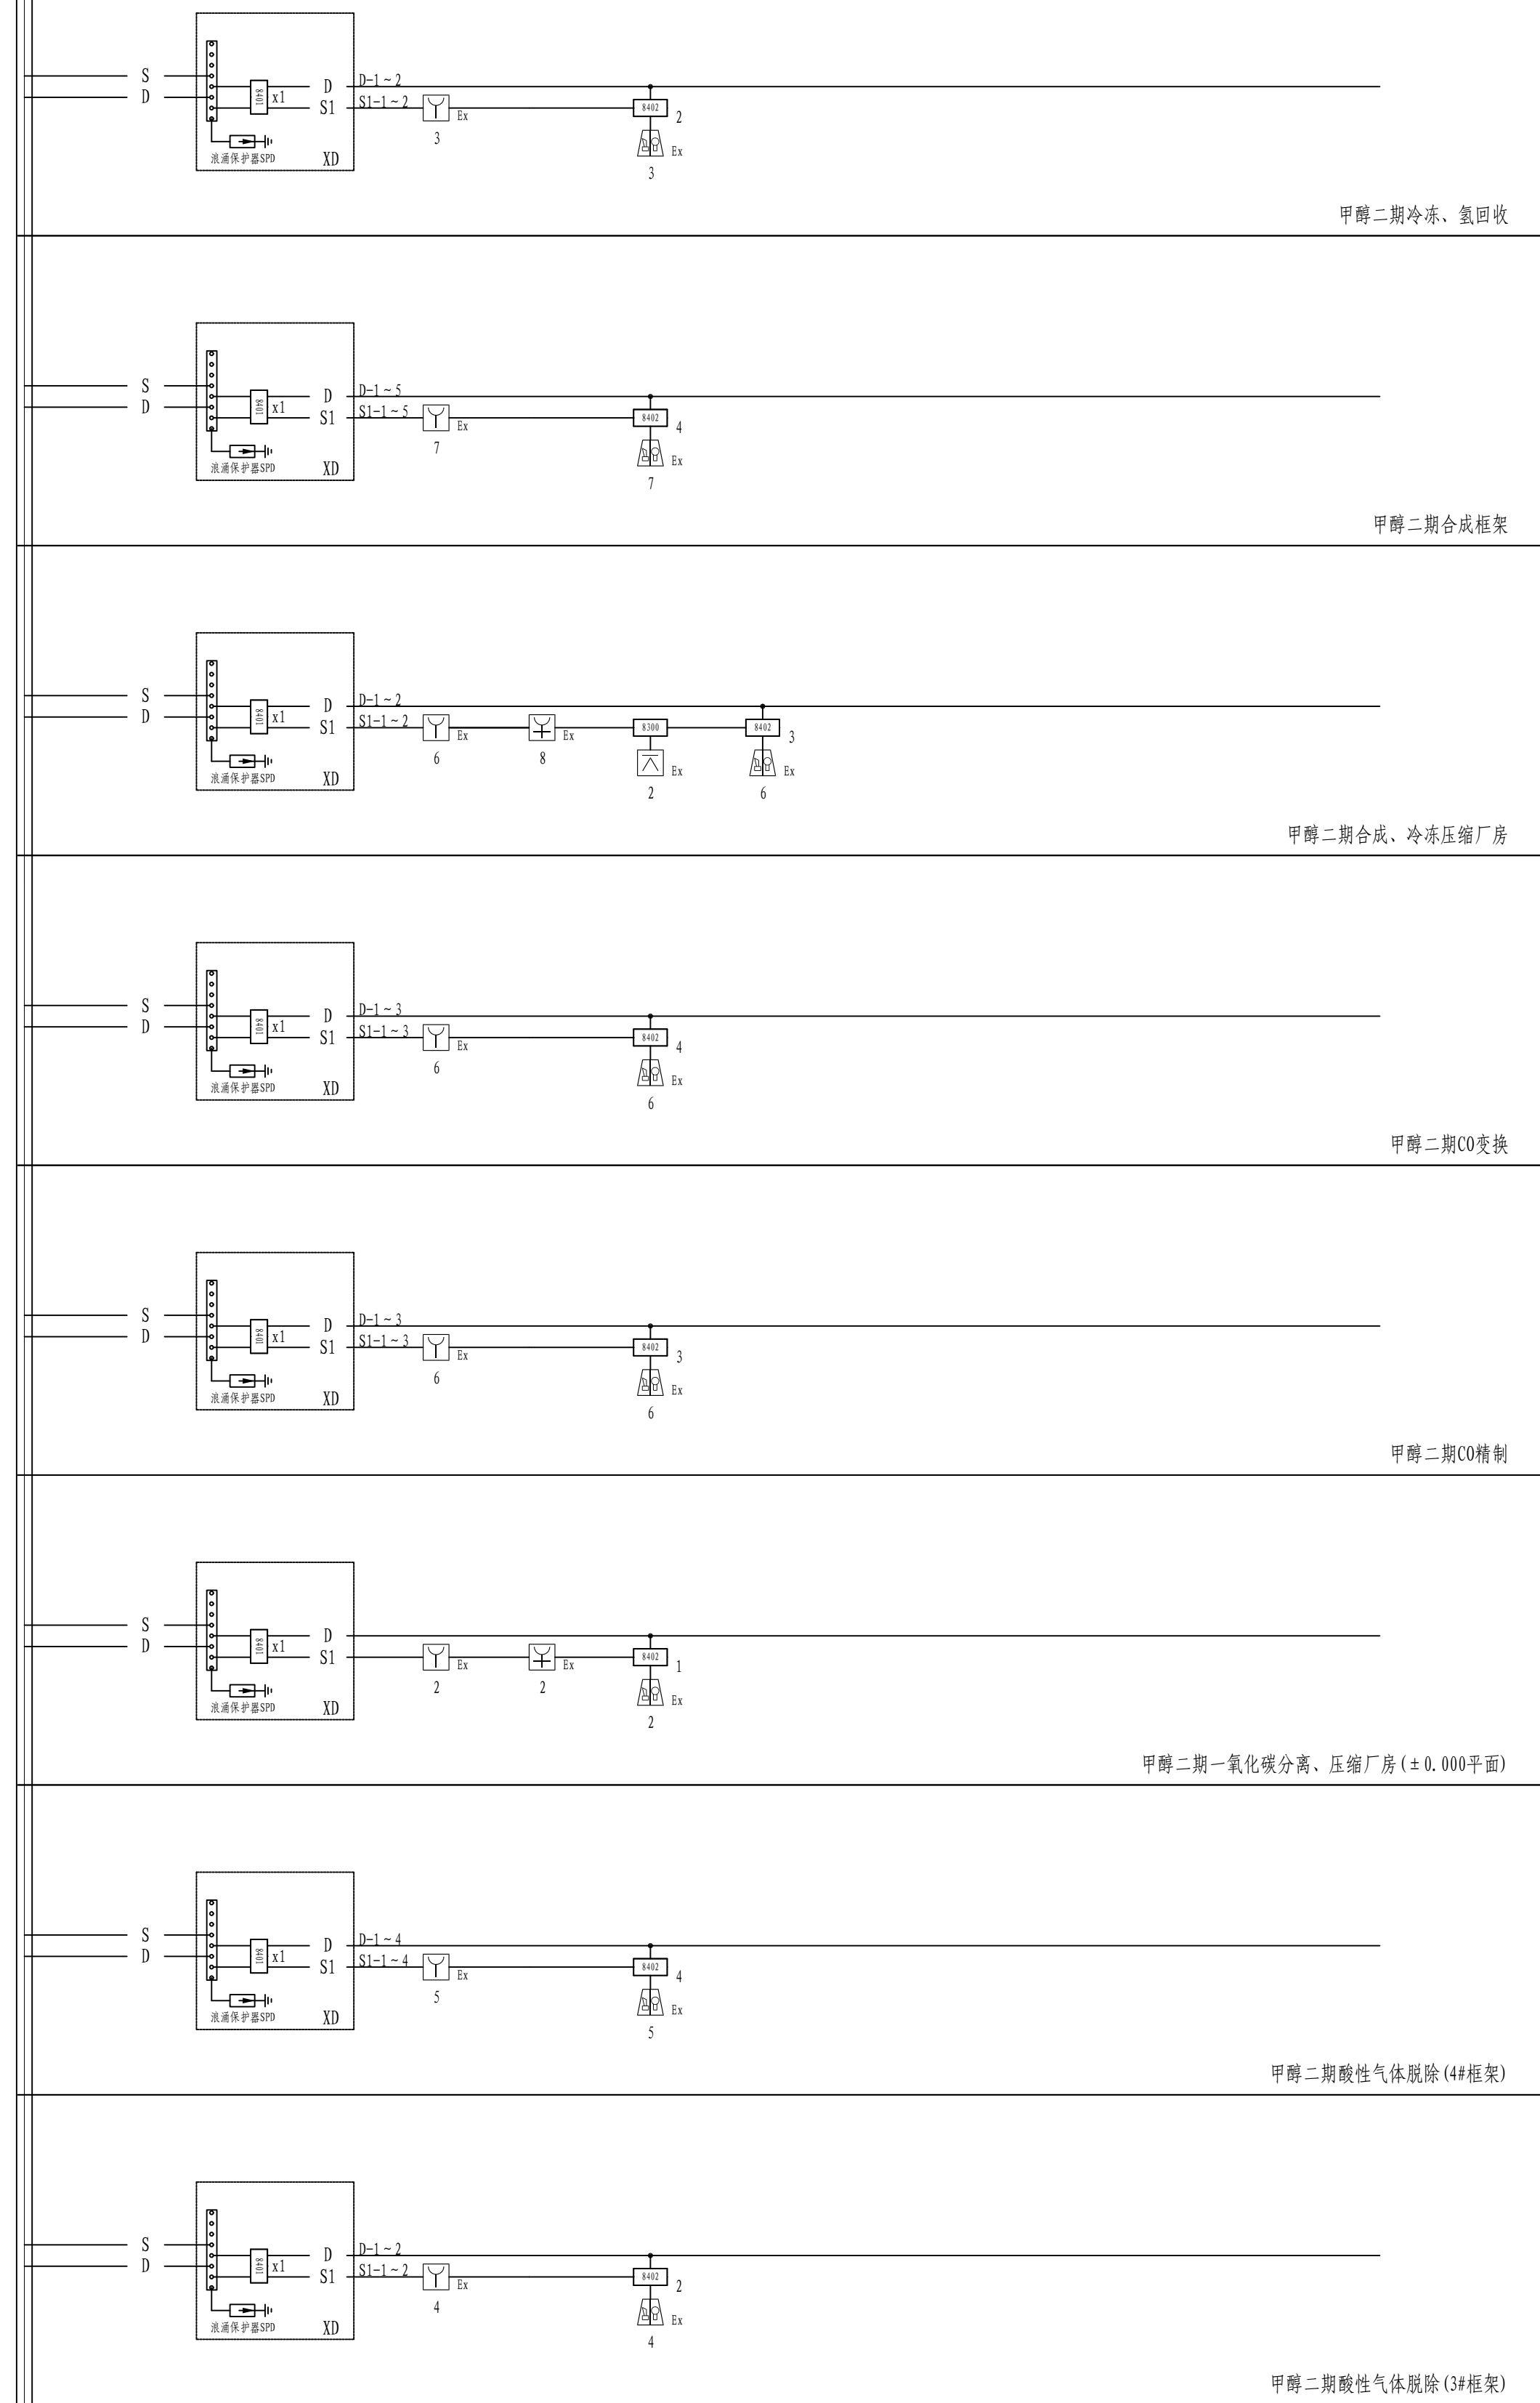 S
D
8401
x1
D
S1
D-1～2
S1-1～2
Ex
3
8402
2
Ex
3
浪涌保护器SPD
XD
甲醇二期冷冻、氢回收
S
D
8401
x1
D
S1
D-1～5
S1-1～5
Ex
7
8402
4
Ex
7
浪涌保护器SPD
XD
甲醇二期合成框架
S
D
8401
x1
D
S1
D-1～2
S1-1～2
Ex
6
Ex
8
8300
Ex
2
8402
3
Ex
6
浪涌保护器SPD
XD
甲醇二期合成、冷冻压缩厂房
S
D
8401
x1
D
S1
D-1～3
S1-1～3
Ex
6
8402
4
Ex
6
浪涌保护器SPD
XD
甲醇二期CO变换
S
D
8401
x1
D
S1
D-1～3
S1-1～3
Ex
6
8402
3
Ex
6
浪涌保护器SPD
XD
甲醇二期CO精制
S
D
8401
x1
D
S1
Ex
2
Ex
2
8402
1
Ex
2
浪涌保护器SPD
XD
甲醇二期一氧化碳分离、压缩厂房(±0.000平面)
S
D
8401
x1
D
S1
D-1～4
S1-1～4
Ex
5
8402
4
Ex
5
浪涌保护器SPD
XD
甲醇二期酸性气体脱除(4#框架)
S
D
8401
x1
D
S1
D-1～2
S1-1～2
Ex
4
8402
2
Ex
4
浪涌保护器SPD
XD
甲醇二期酸性气体脱除(3#框架)